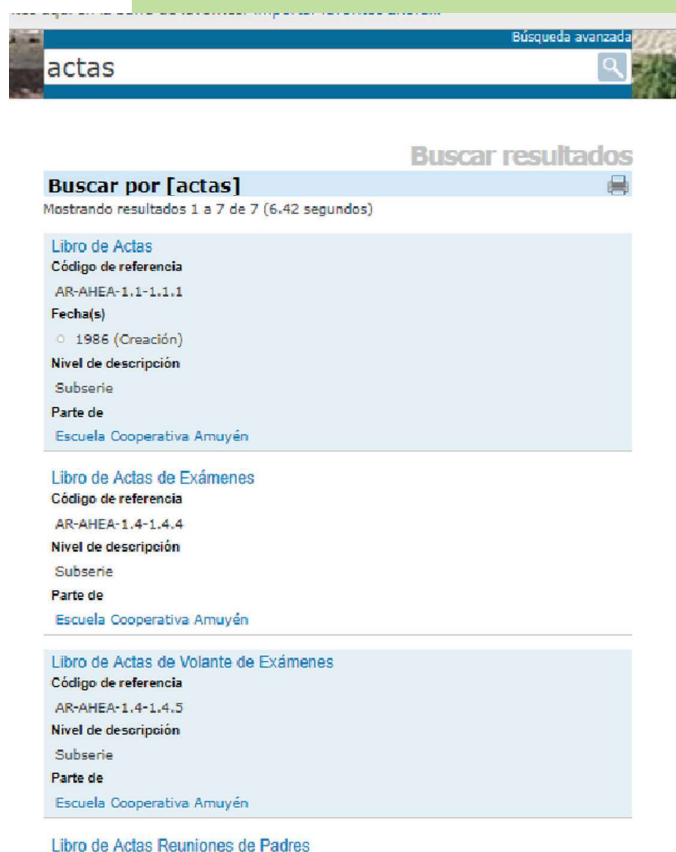 Búsqueda avanzada
actas
Buscar resultados
Buscar por [actas]
Mostrando resultados 1 a 7 de 7 (6.42 segundos)
Libro de Actas
Código de referencia
AR-AHEA-1.1-1.1.1
Fecha(s)
1986 (Creación)
Nivel de descripción
Subserie
Parte de
Escuela Cooperativa Amuyén
Libro de Actas de Exámenes
Código de referencia
AR-AHEA-1.4-1.4.4
Nivel de descripción
Subserie
Parte de
Escuela Cooperativa Amuyén
Libro de Actas de Volante de Exámenes
Código de referencia
AR-AHEA-1.4-1.4.5
Nivel de descripción
Subserie
Parte de
Escuela Cooperativa Amuyén
Libro de Actas Reuniones de Padres